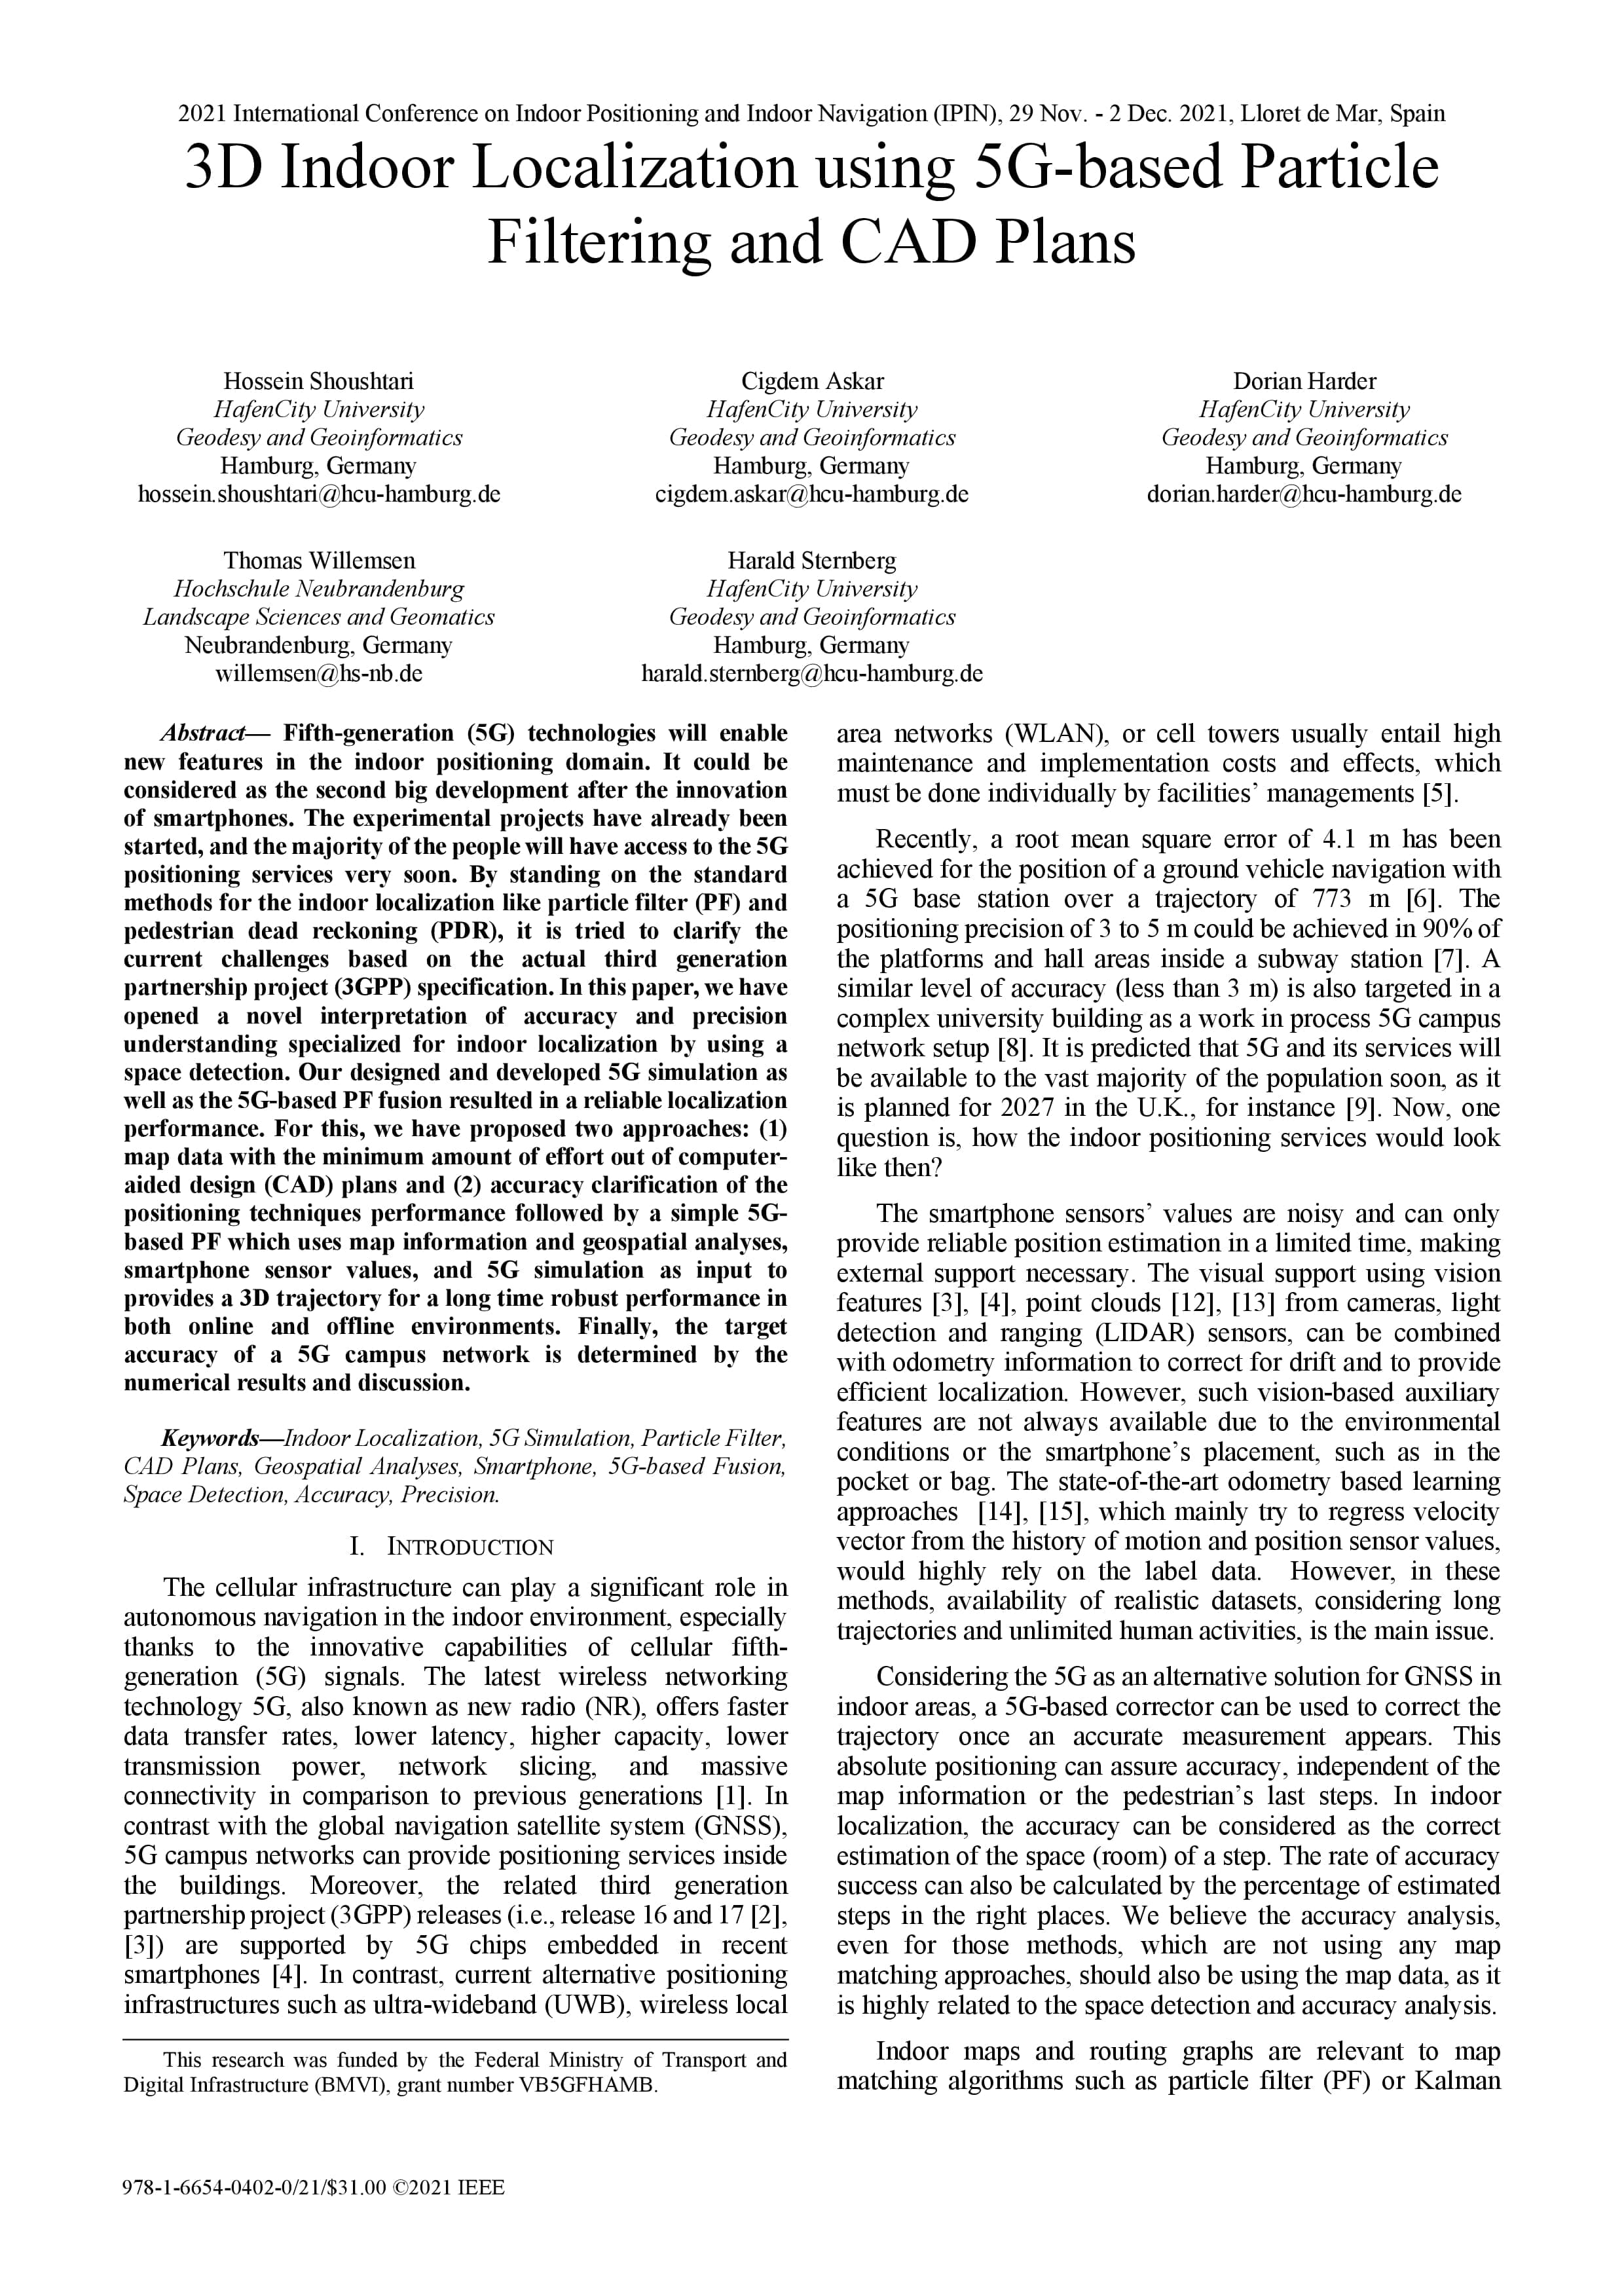 2021 International Conference on Indoor Positioning and Indoor Navigation (IPIN), 29 Nov. - 2 Dec. 2021, Lloret de Mar, Spain
3D Indoor Localization using 5G-based Particle
Filtering and CAD Plans
Hossein Shoushtari
HafenCity University
Geodesy and Geoinformatics
Hamburg, Germany
hossein.shoushtari@hcu-hamburg.de
Cigdem Askar
HafenCity University
Geodesy and Geoinformatics
Hamburg, Germany
cigdem.askar@hcu-hamburg.de
Dorian Harder
HafenCity University
Geodesy and Geoinformatics
Hamburg, Germany
dorian.harder@hcu-hamburg.de
Thomas Willemsen
Hochschule Neubrandenburg
Landscape Sciences and Geomatics
Neubrandenburg, Germany
willemsen@hs-nb.de
Harald Sternberg
HafenCity University
Geodesy and Geoinformatics
Hamburg, Germany
harald.sternberg@hcu-hamburg.de
Abstract— Fifth-generation (5G) technologies will enable
new features in the indoor positioning domain. It could be
considered as the second big development after the innovation
of smartphones. The experimental projects have already been
started, and the majority of the people will have access to the 5G
positioning services very soon. By standing on the standard
methods for the indoor localization like particle filter (PF) and
pedestrian dead reckoning (PDR), it is tried to clarify the
current challenges based on the actual third generation
partnership project (3GPP) specification. In this paper, we have
opened a novel interpretation of accuracy and precision
understanding specialized for indoor localization by using a
space detection. Our designed and developed 5G simulation as
well as the 5G-based PF fusion resulted in a reliable localization
performance. For this, we have proposed two approaches: (1)
map data with the minimum amount of effort out of computer-
aided design (CAD) plans and (2) accuracy clarification of the
positioning techniques performance followed by a simple 5G-
based PF which uses map information and geospatial analyses,
smartphone sensor values, and 5G simulation as input to
provides a 3D trajectory for a long time robust performance in
both online and offline environments. Finally, the target
accuracy of a 5G campus network is determined by the
numerical results and discussion.
Keywords—Indoor Localization, 5G Simulation, Particle Filter,
CAD Plans, Geospatial Analyses, Smartphone, 5G-based Fusion,
Space Detection, Accuracy, Precision.
I. INTRODUCTION
The cellular infrastructure can play a significant role in
autonomous navigation in the indoor environment, especially
thanks to the innovative capabilities of cellular fifth-
generation (5G) signals. The latest wireless networking
technology 5G, also known as new radio (NR), offers faster
data transfer rates, lower latency, higher capacity, lower
transmission power, network slicing, and massive
connectivity in comparison to previous generations [1]. In
contrast with the global navigation satellite system (GNSS),
5G campus networks can provide positioning services inside
the buildings. Moreover, the related third generation
partnership project (3GPP) releases (i.e., release 16 and 17 [2],
[3]) are supported by 5G chips embedded in recent
smartphones [4]. In contrast, current alternative positioning
infrastructures such as ultra-wideband (UWB), wireless local
This research was funded by the Federal Ministry of Transport and
Digital Infrastructure (BMVI), grant number VB5GFHAMB.
area networks (WLAN), or cell towers usually entail high
maintenance and implementation costs and effects, which
must be done individually by facilities’ managements [5].
Recently, a root mean square error of 4.1 m has been
achieved for the position of a ground vehicle navigation with
a 5G base station over a trajectory of 773 m [6]. The
positioning precision of 3 to 5 m could be achieved in 90% of
the platforms and hall areas inside a subway station [7]. A
similar level of accuracy (less than 3 m) is also targeted in a
complex university building as a work in process 5G campus
network setup [8]. It is predicted that 5G and its services will
be available to the vast majority of the population soon, as it
is planned for 2027 in the U.K., for instance [9]. Now, one
question is, how the indoor positioning services would look
like then?
The smartphone sensors’ values are noisy and can only
provide reliable position estimation in a limited time, making
external support necessary. The visual support using vision
features [3], [4], point clouds [12], [13] from cameras, light
detection and ranging (LIDAR) sensors, can be combined
with odometry information to correct for drift and to provide
efficient localization. However, such vision-based auxiliary
features are not always available due to the environmental
conditions or the smartphone’s placement, such as in the
pocket or bag. The state-of-the-art odometry based learning
approaches [14], [15], which mainly try to regress velocity
vector from the history of motion and position sensor values,
would highly rely on the label data. However, in these
methods, availability of realistic datasets, considering long
trajectories and unlimited human activities, is the main issue.
Considering the 5G as an alternative solution for GNSS in
indoor areas, a 5G-based corrector can be used to correct the
trajectory once an accurate measurement appears. This
absolute positioning can assure accuracy, independent of the
map information or the pedestrian’s last steps. In indoor
localization, the accuracy can be considered as the correct
estimation of the space (room) of a step. The rate of accuracy
success can also be calculated by the percentage of estimated
steps in the right places. We believe the accuracy analysis,
even for those methods, which are not using any map
matching approaches, should also be using the map data, as it
is highly related to the space detection and accuracy analysis.
Indoor maps and routing graphs are relevant to map
matching algorithms such as particle filter (PF) or Kalman
978-1-6654-0402-0/21/$31.00 ©2021 IEEE